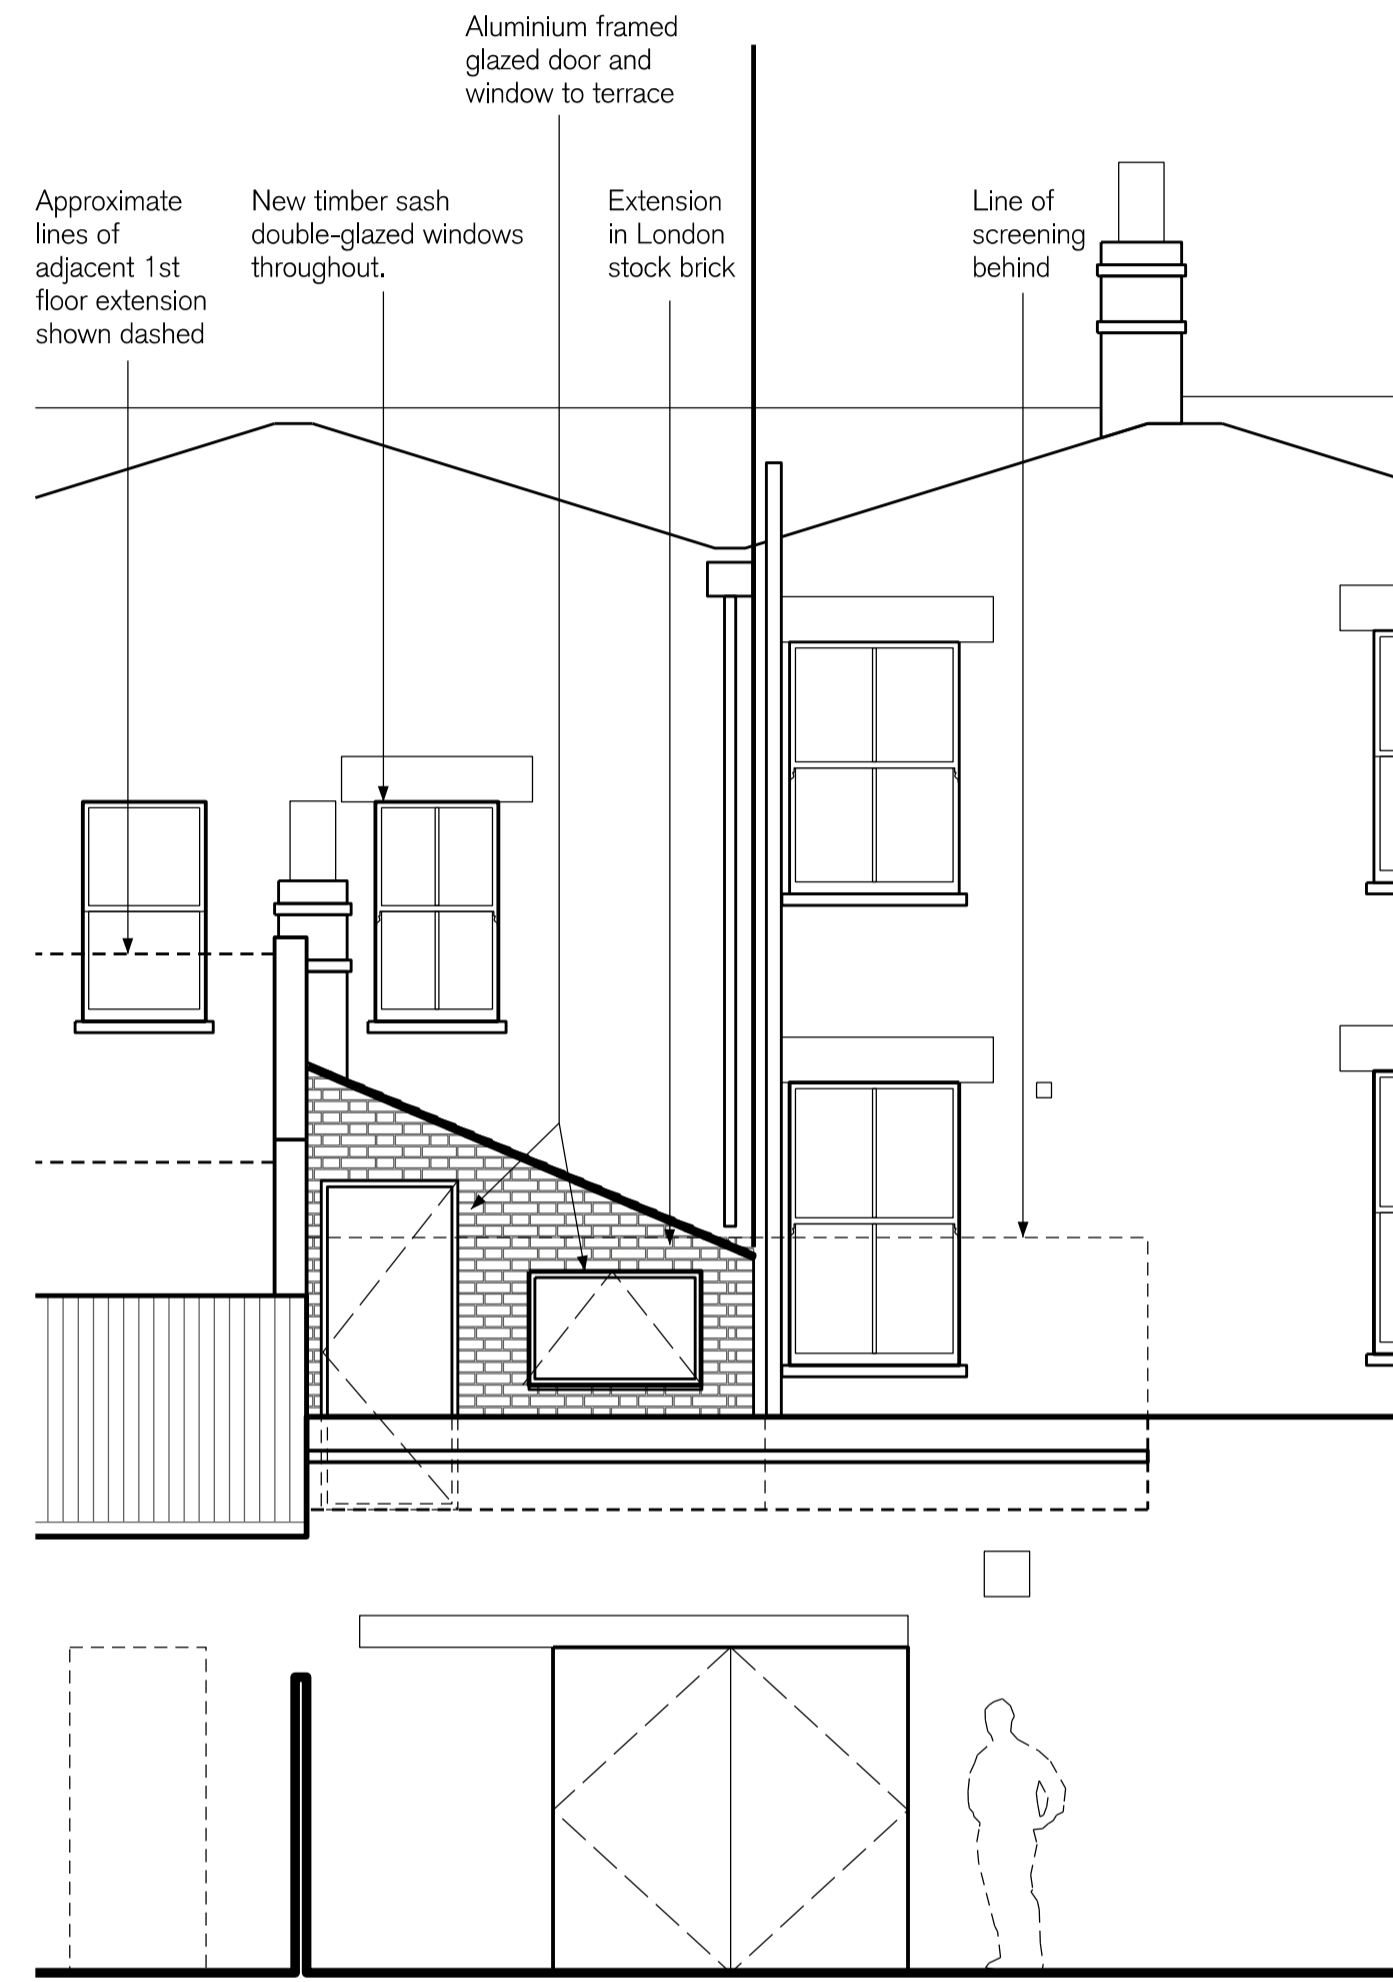 Aluminium framed
glazed door and
window to terrace
Approximate
lines of
adjacent 1st
floor extension
shown dashed
New timber sash
double-glazed windows
throughout.
Extension
in London
stock brick
Line of
screening
behind